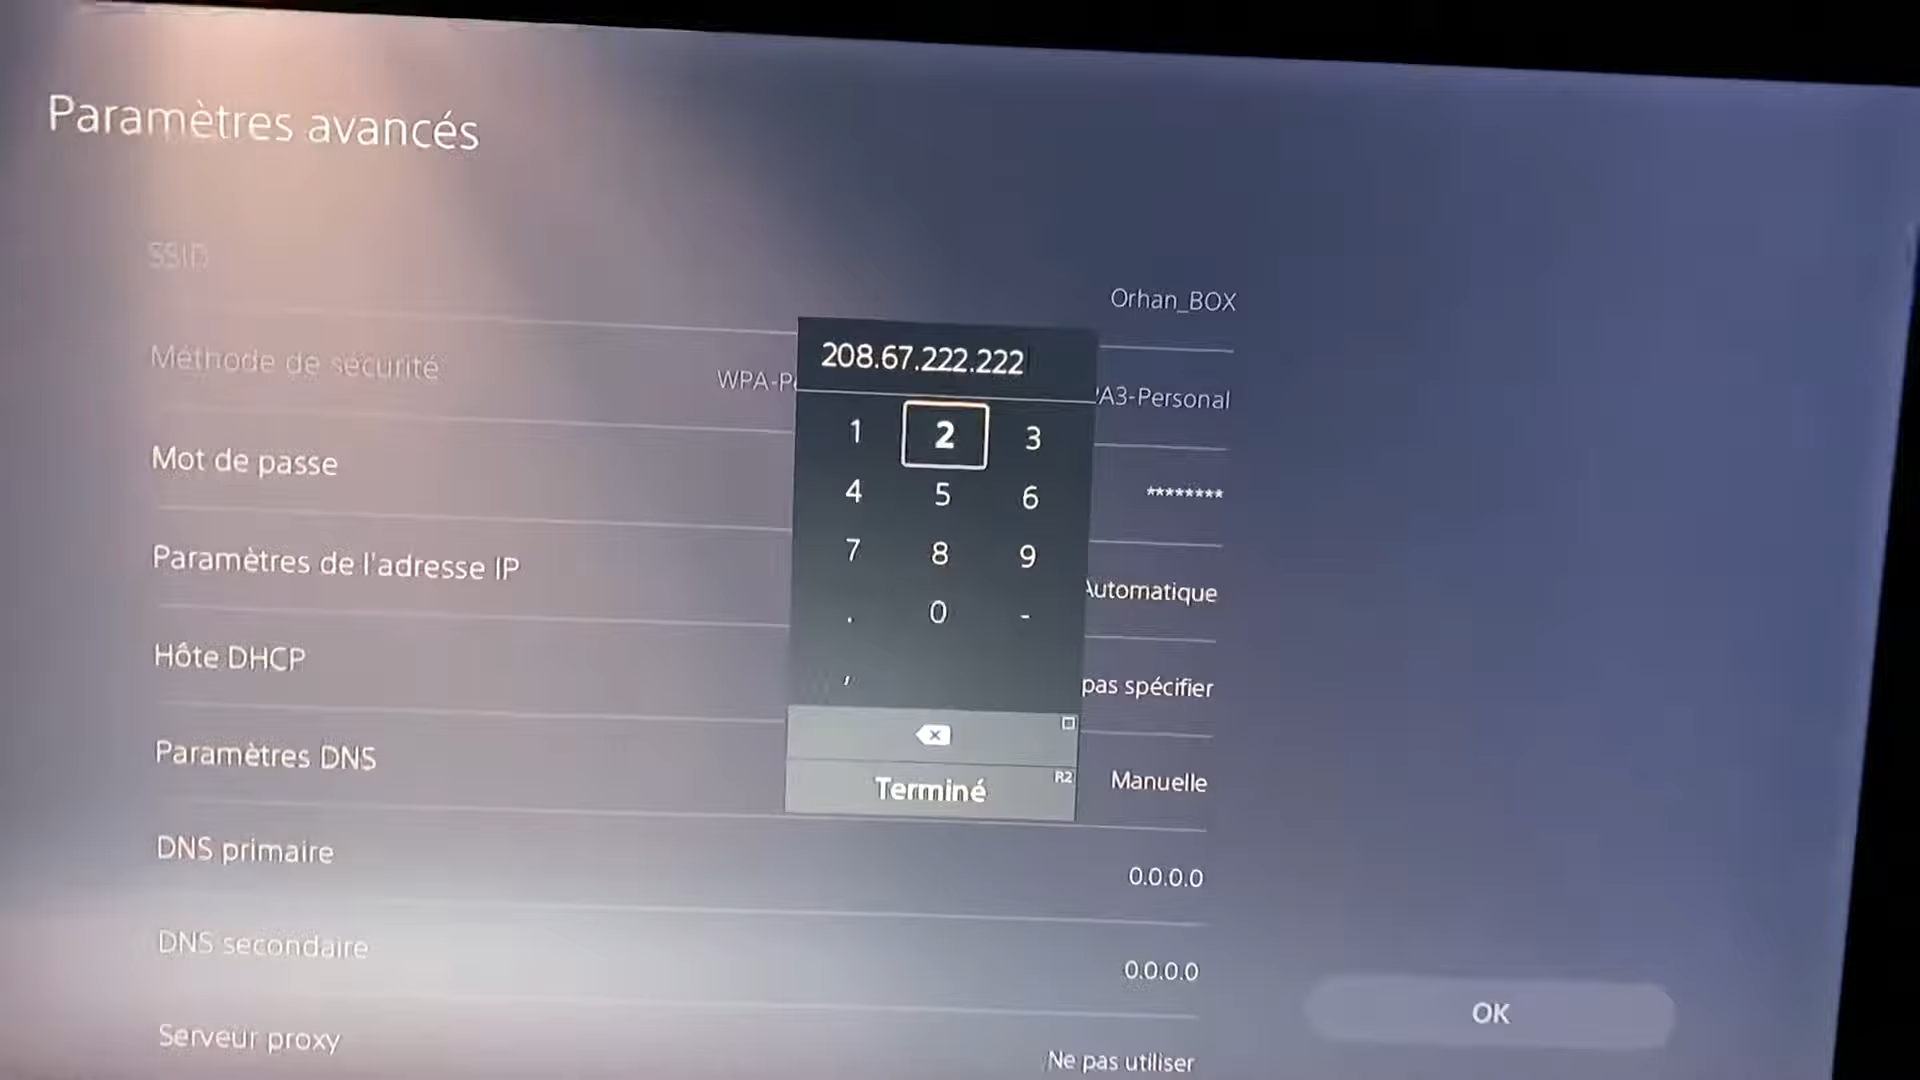 Paramètres avancés
SSID
Orhan_BOX
Méthode de sécurité
WPA-P
A3-Personal
Mot de passe
********
Paramètres de l'adresse IP
Automatique
Hôte DHCP
pas spécifier
Paramètres DNS
Manuelle
DNS primaire
0.0.0.0
DNS secondaire
0.0.0.0
Serveur proxy
Ne pas utiliser
208.67.222.222
1 2 3
4 5 6
7 8 9
. 0 -
,
Terminé R2
OK